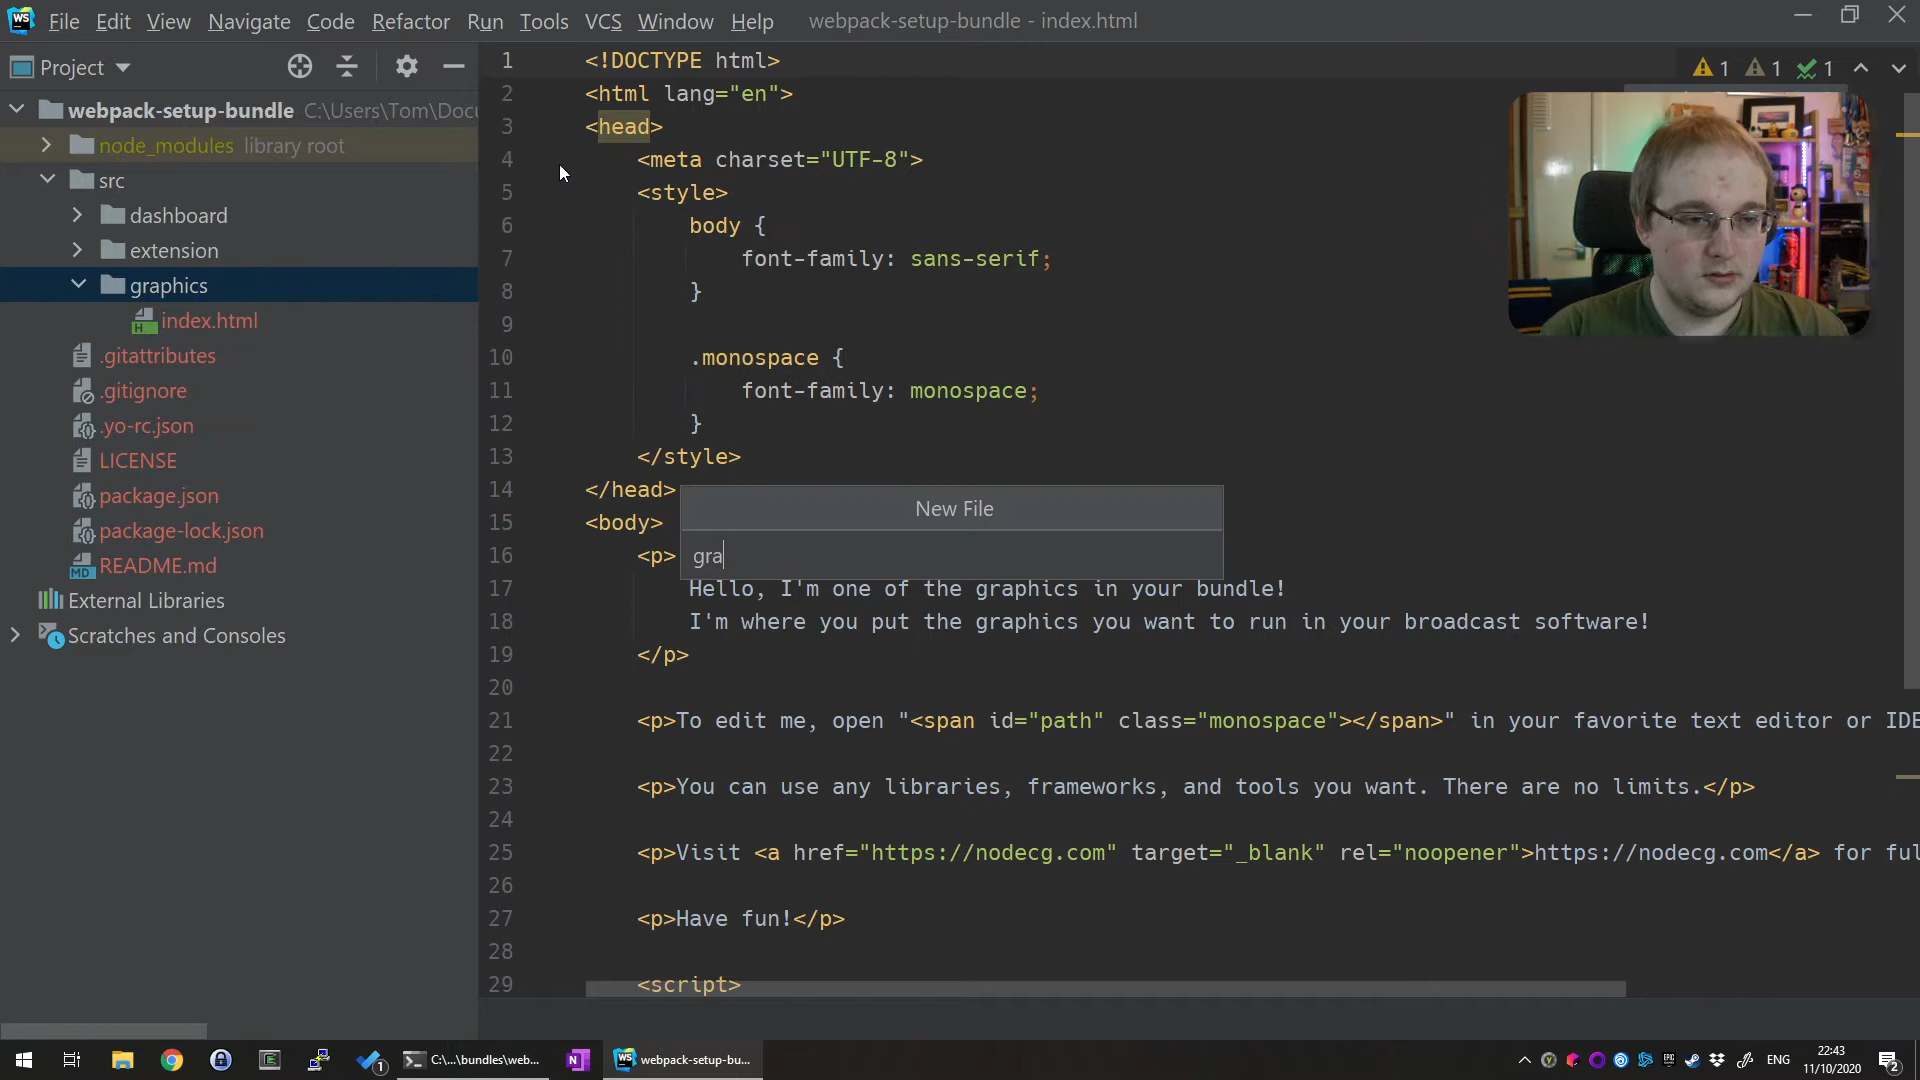 WS File Edit View Navigate Code Refactor Run Tools VCS Window Help webpack-setup-bundle - index.html
Project
webpack-setup-bundle C:\Users\Tom\Docu
node_modules library root
src
dashboard
extension
graphics
index.html
.gitattributes
.gitignore
.yo-rc.json
LICENSE
package.json
package-lock.json
README.md
External Libraries
Scratches and Consoles
1 <!DOCTYPE html>
2 <html lang="en">
3 <head>
4 <meta charset="UTF-8">
5 <style>
6 body {
7 font-family: sans-serif;
8 }
9
10 .monospace {
11 font-family: monospace;
12 }
13 </style>
14 </head>
15 <body>
16 <p>
17 Hello, I'm one of the graphics in your bundle!
18 I'm where you put the graphics you want to run in your broadcast software!
19 </p>
20
21 <p>To edit me, open "<span id="path" class="monospace"></span>" in your favorite text editor or IDE
22
23 <p>You can use any libraries, frameworks, and tools you want. There are no limits.</p>
24
25 <p>Visit <a href="https://nodecg.com" target="_blank" rel="noopener">https://nodecg.com</a> for ful
26
27 <p>Have fun!</p>
28
29 <script>
1 1 1
New File
gra
1 C:\...\bundles\web... webpack-setup-bu...
ENG
22:43
11/10/2020
2